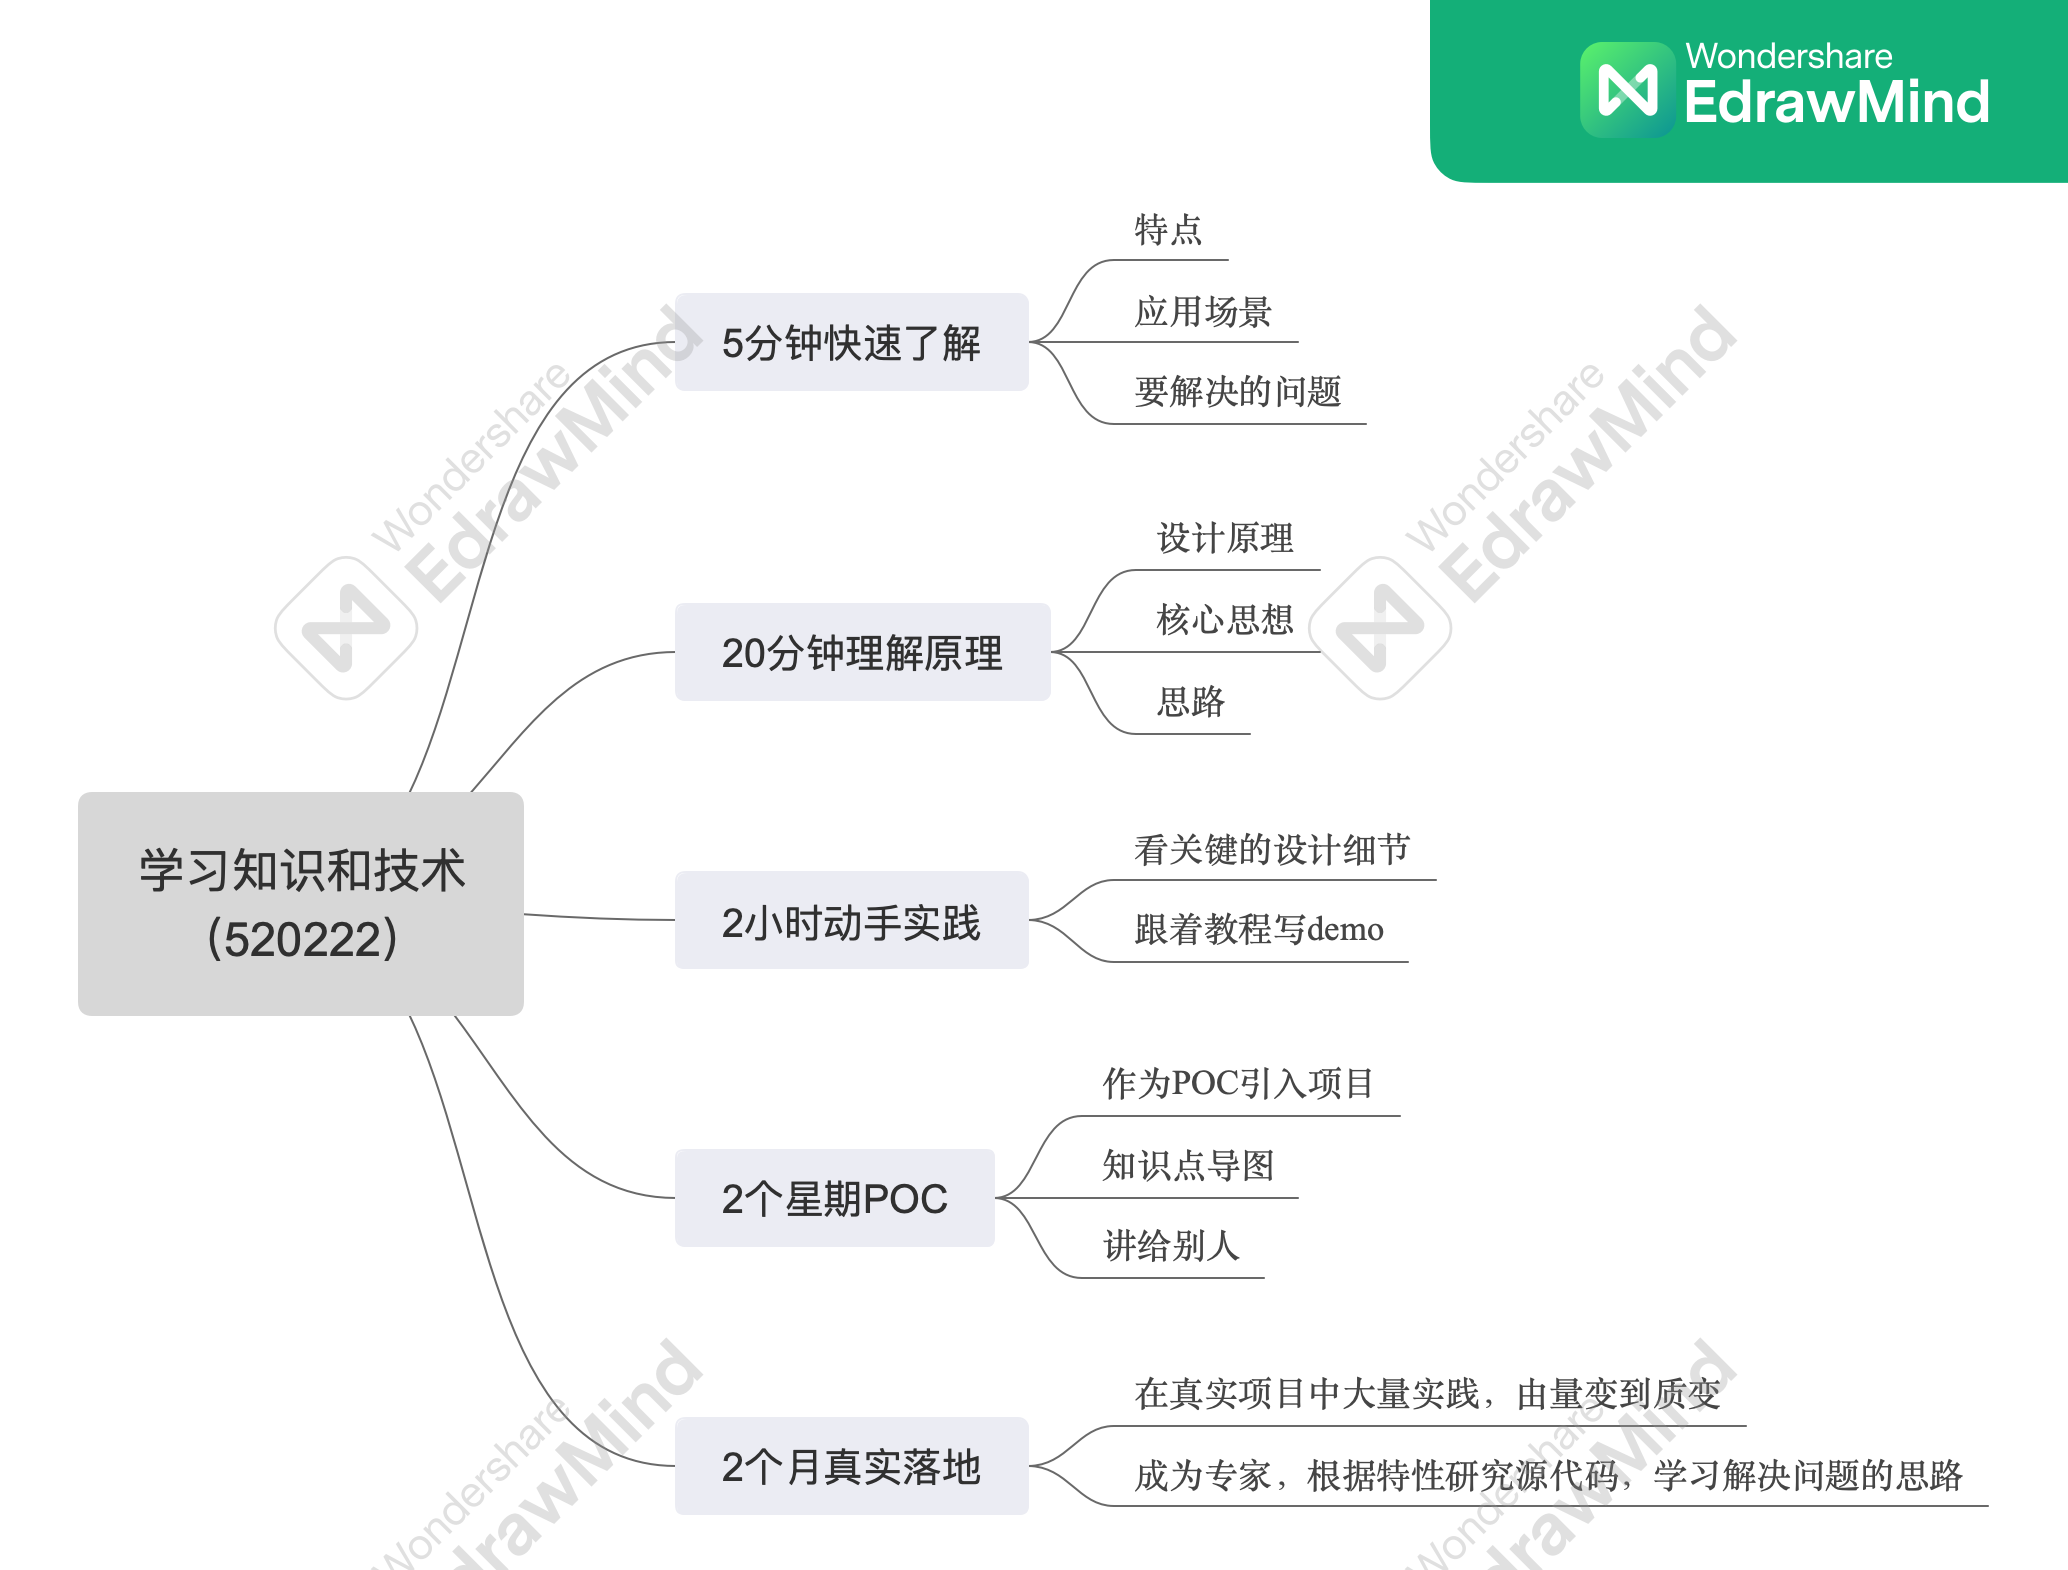 Wondershare
EdrawMind
特点
应用场景
5分钟快速了解
要解决的问题
设计原理
核心思想
20分钟理解原理
思路
学习知识和技术
(520222)
看关键的设计细节
2小时动手实践
跟着教程写demo
作为POC引入项目
知识点导图
2个星期POC
讲给别人
在真实项目中大量实践，由量变到质变
2个月真实落地
成为专家，根据特性研究源代码，学习解决问题的思路
Wondershare
EdrawMind
Wondershare
EdrawMind
Wondershare
drawMind
Wondershare
drawMind